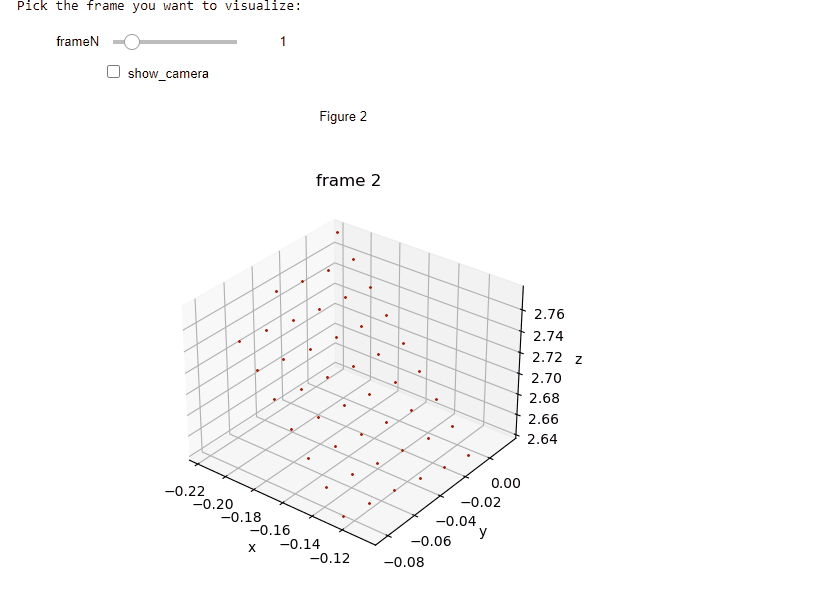 Pick the frame you want to visualize:
frameN 1
show_camera
Figure 2
frame 2
2.76
2.74
2.72 z
2.70
2.68
2.66
2.64
−0.22
−0.20
−0.18
−0.16
−0.14
−0.12
x
0.00
−0.02
−0.04
−0.06
−0.08
y